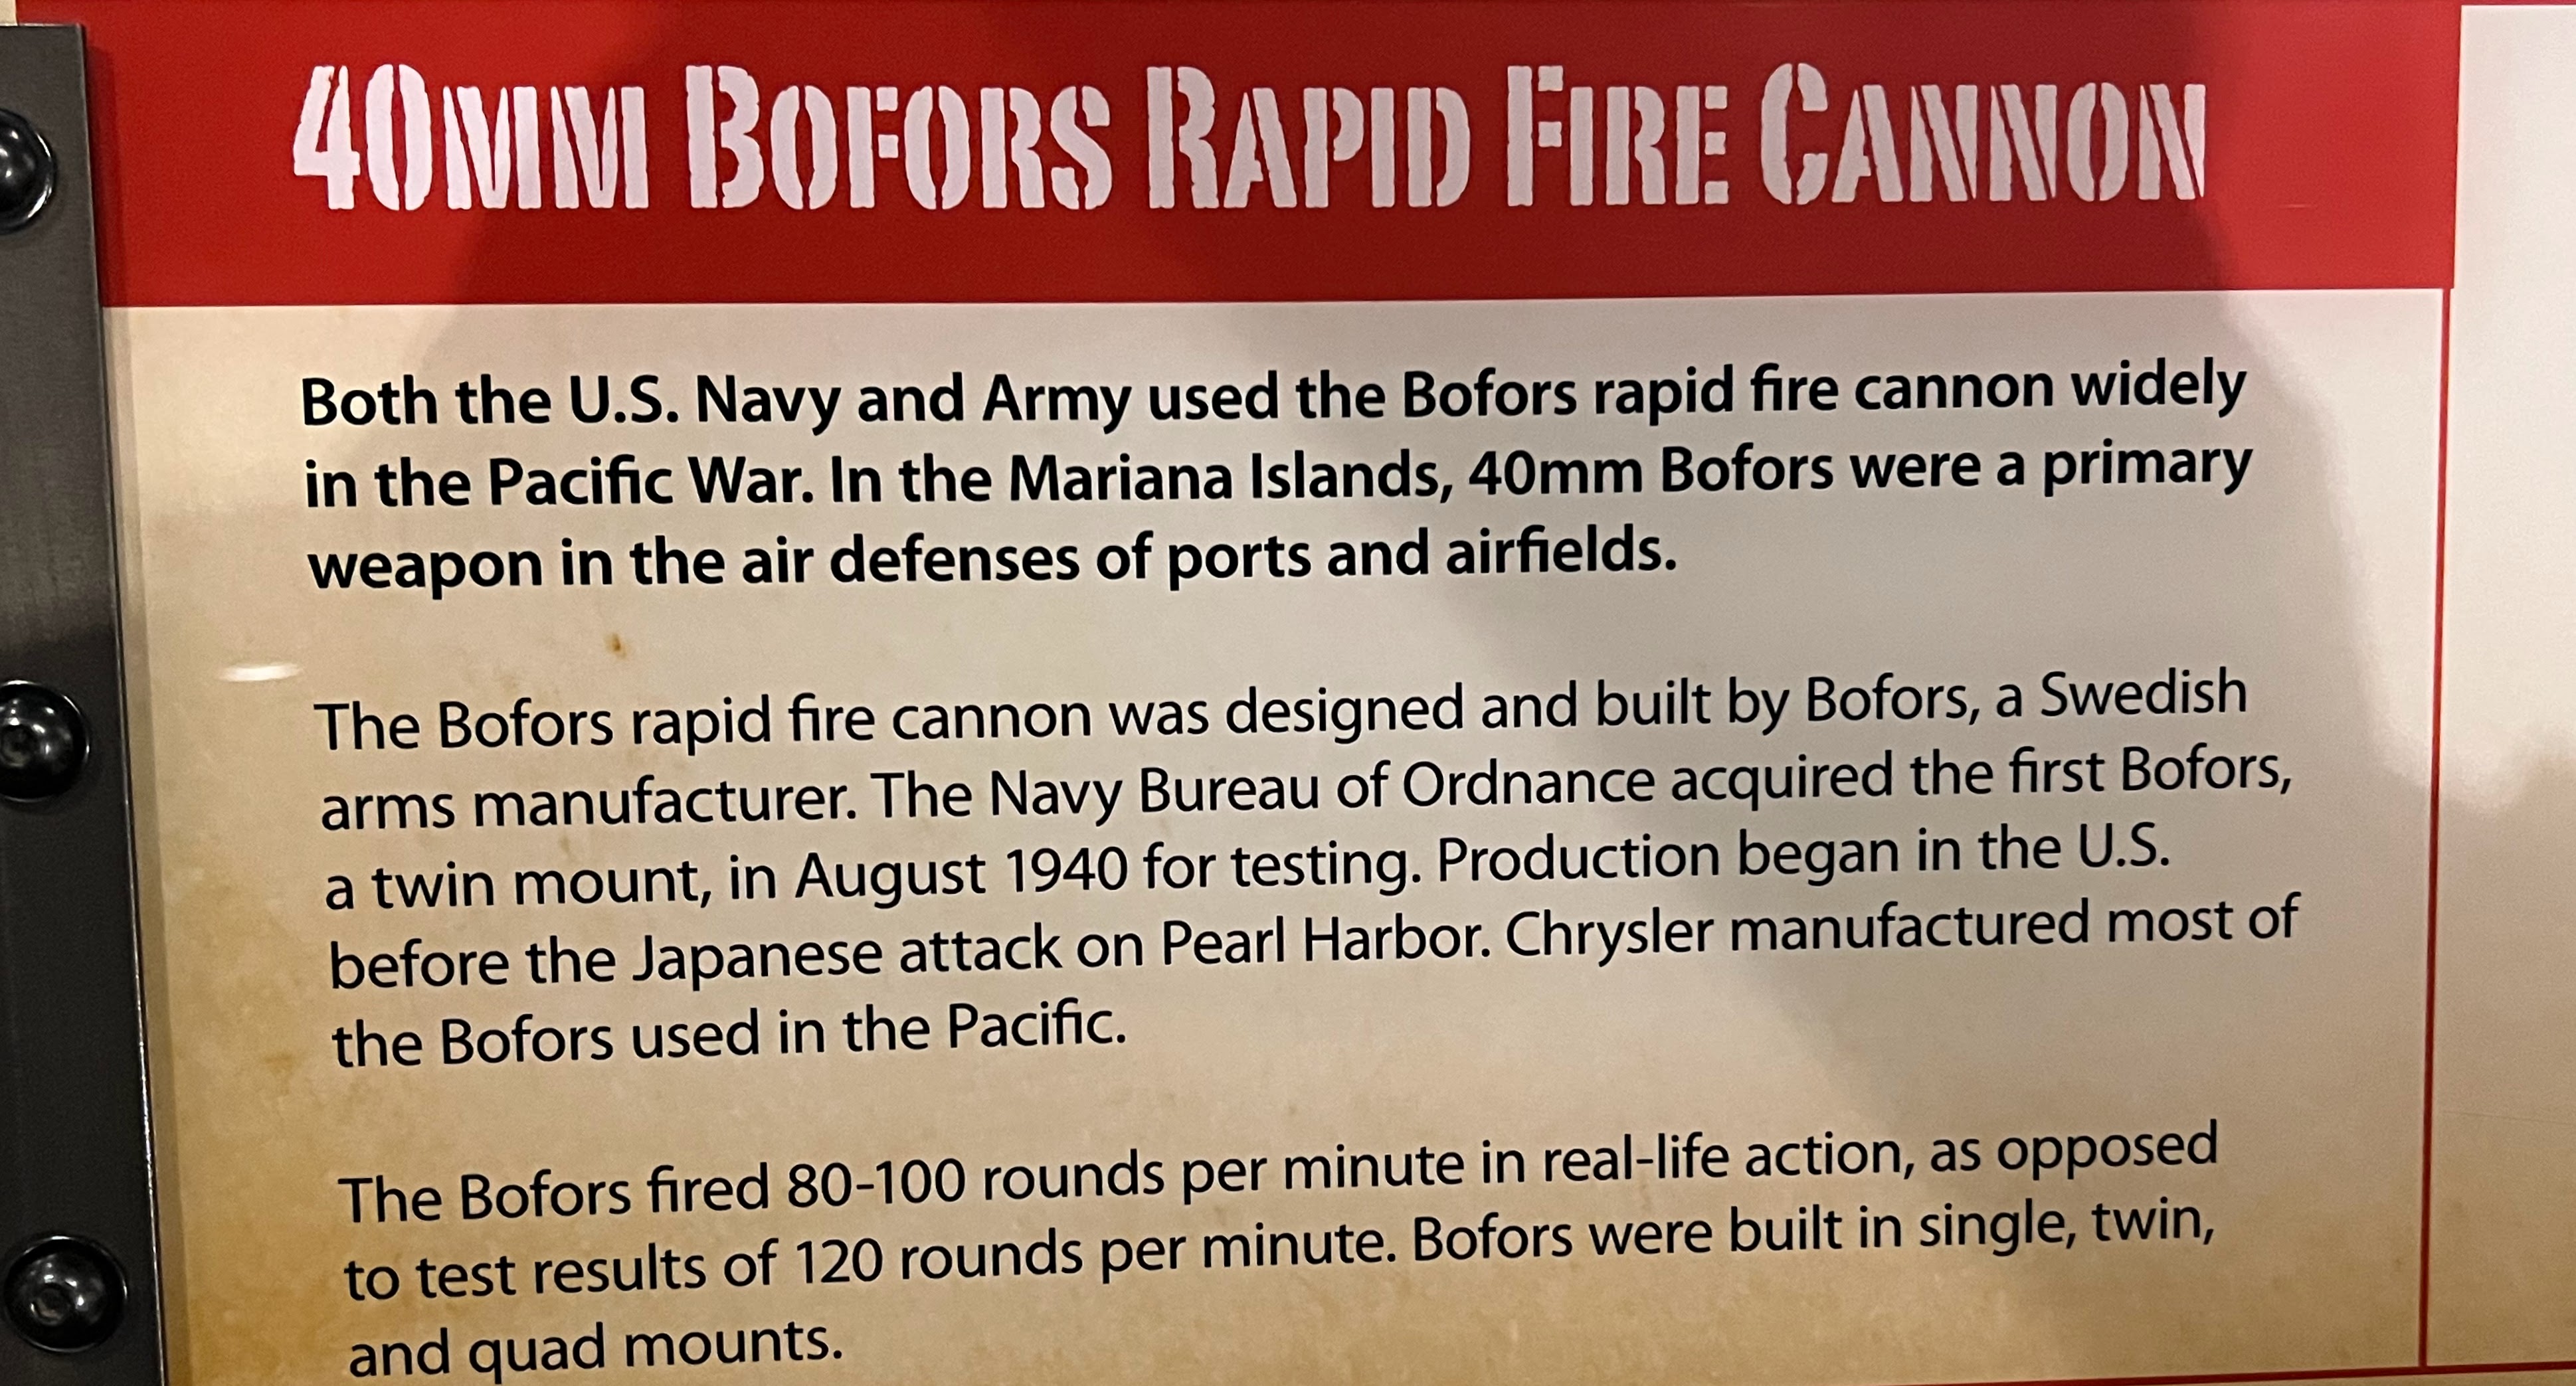 40MM BOFORS RAPID FIRE CANNON
Both the U.S. Navy and Army used the Bofors rapid fire cannon widely
in the Pacific War. In the Mariana Islands, 40mm Bofors were a primary
weapon in the air defenses of ports and airfields.
The Bofors rapid fire cannon was designed and built by Bofors, a Swedish
arms manufacturer. The Navy Bureau of Ordnance acquired the first Bofors,
a twin mount, in August 1940 for testing. Production began in the U.S.
before the Japanese attack on Pearl Harbor. Chrysler manufactured most of
the Bofors used in the Pacific.
The Bofors fired 80-100 rounds per minute in real-life action, as opposed
to test results of 120 rounds per minute. Bofors were built in single, twin,
and quad mounts.